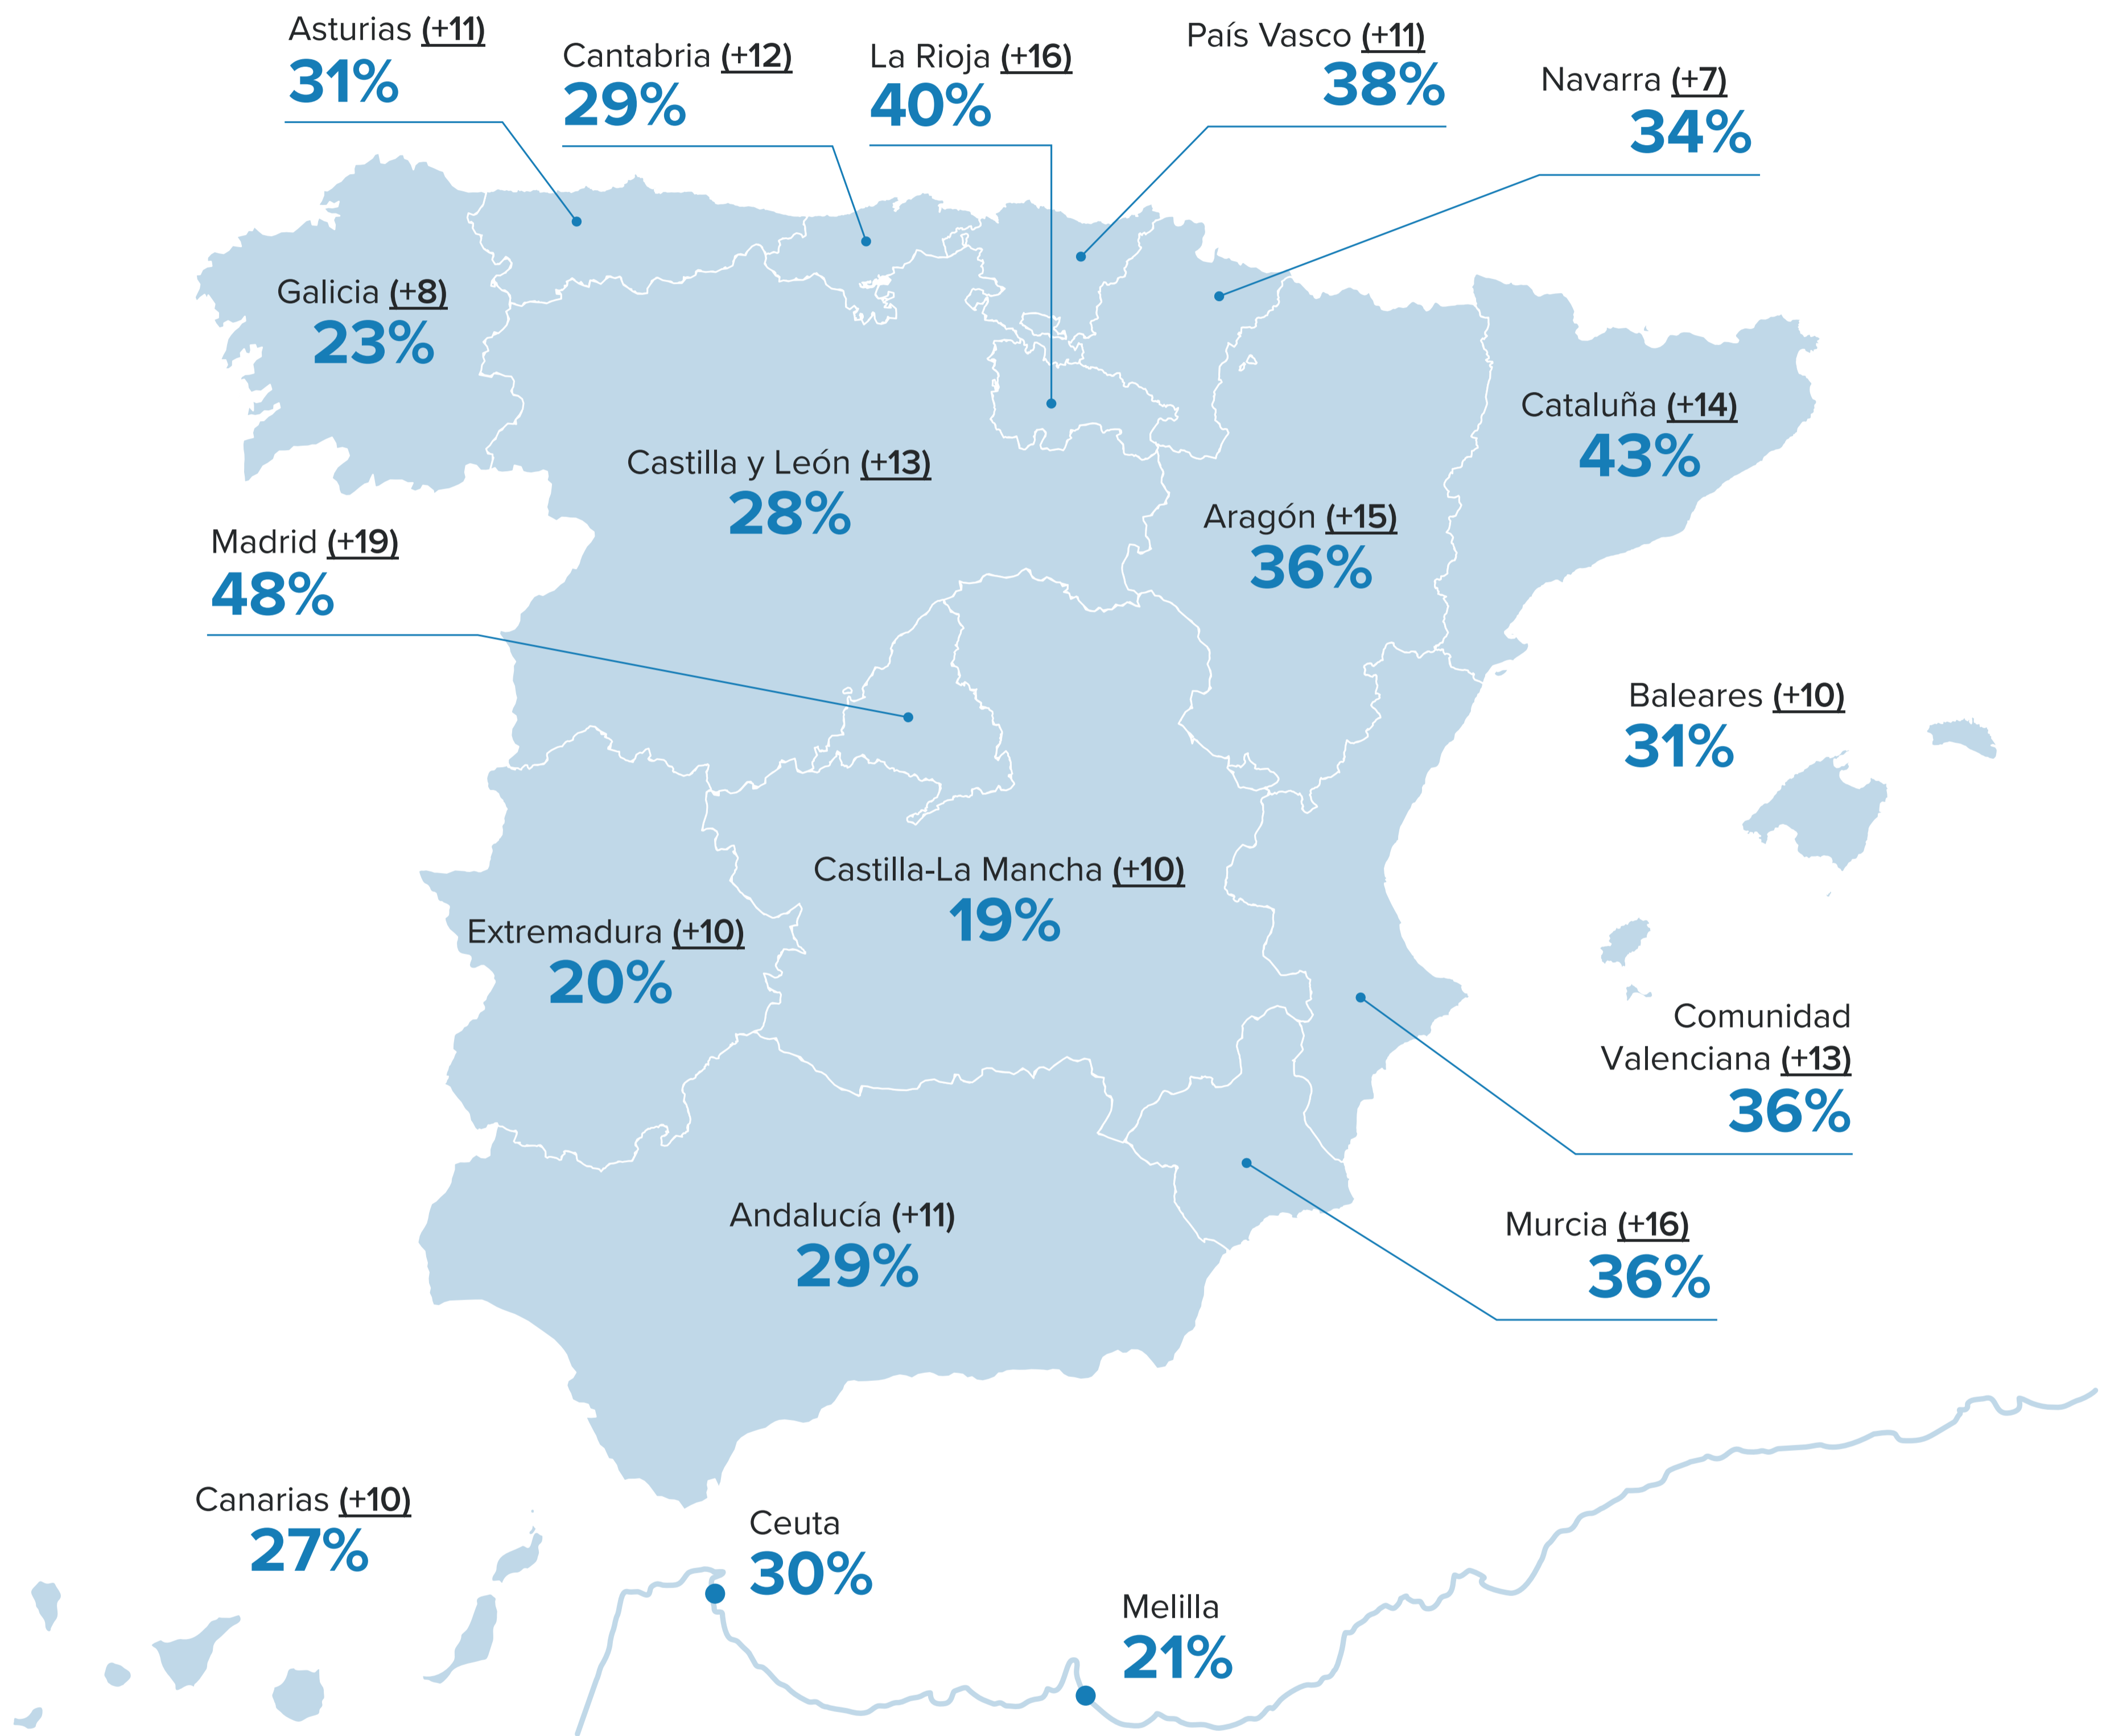 Asturias (+11)
31%
Cantabria (+12)
29%
La Rioja (+16)
40%
País Vasco (+11)
38%
Navarra (+7)
34%
Galicia (+8)
23%
Cataluña (+14)
43%
Castilla y León (+13)
28%
Aragón (+15)
36%
Madrid (+19)
48%
Baleares (+10)
31%
Castilla-La Mancha (+10)
19%
Extremadura (+10)
20%
Comunidad
Valenciana (+13)
36%
Andalucía (+11)
29%
Murcia (+16)
36%
Canarias (+10)
27%
Ceuta
30%
Melilla
21%